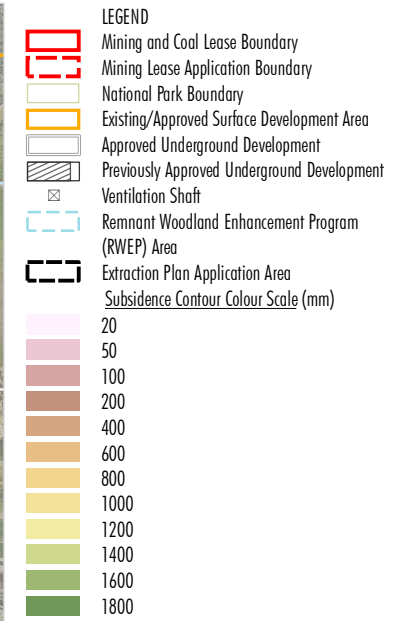 LEGEND
Mining and Coal Lease Boundary
Mining Lease Application Boundary
National Park Boundary
Existing/Approved Surface Development Area
Approved Underground Development
Previously Approved Underground Development
Ventilation Shaft
Remnant Woodland Enhancement Program
(RWEP) Area
Extraction Plan Application Area
Subsidence Contour Colour Scale (mm)
20
50
100
200
400
600
800
1000
1200
1400
1600
1800